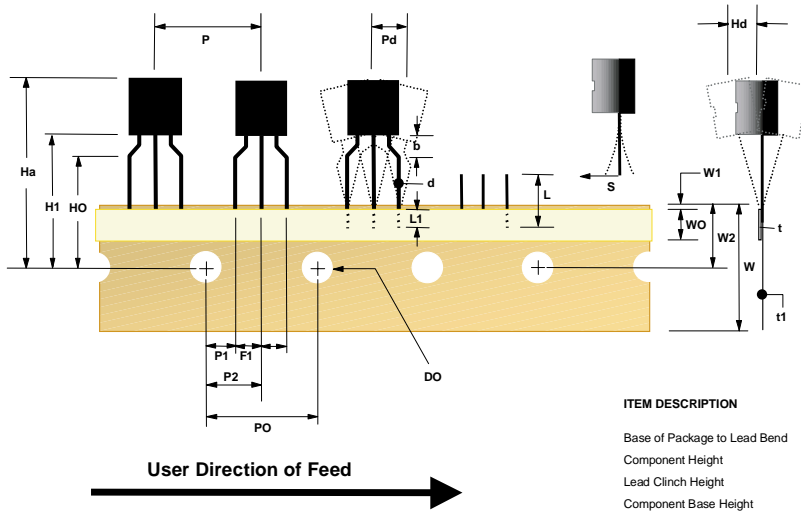 P
Pd
Hd
Ha
H1
HO
b
d
L1
L
S
W1
WO
W2
W
t
t1
P1
F1
P2
PO
DO
User Direction of Feed
ITEM DESCRIPTION
Base of Package to Lead Bend
Component Height
Lead Clinch Height
Component Base Height